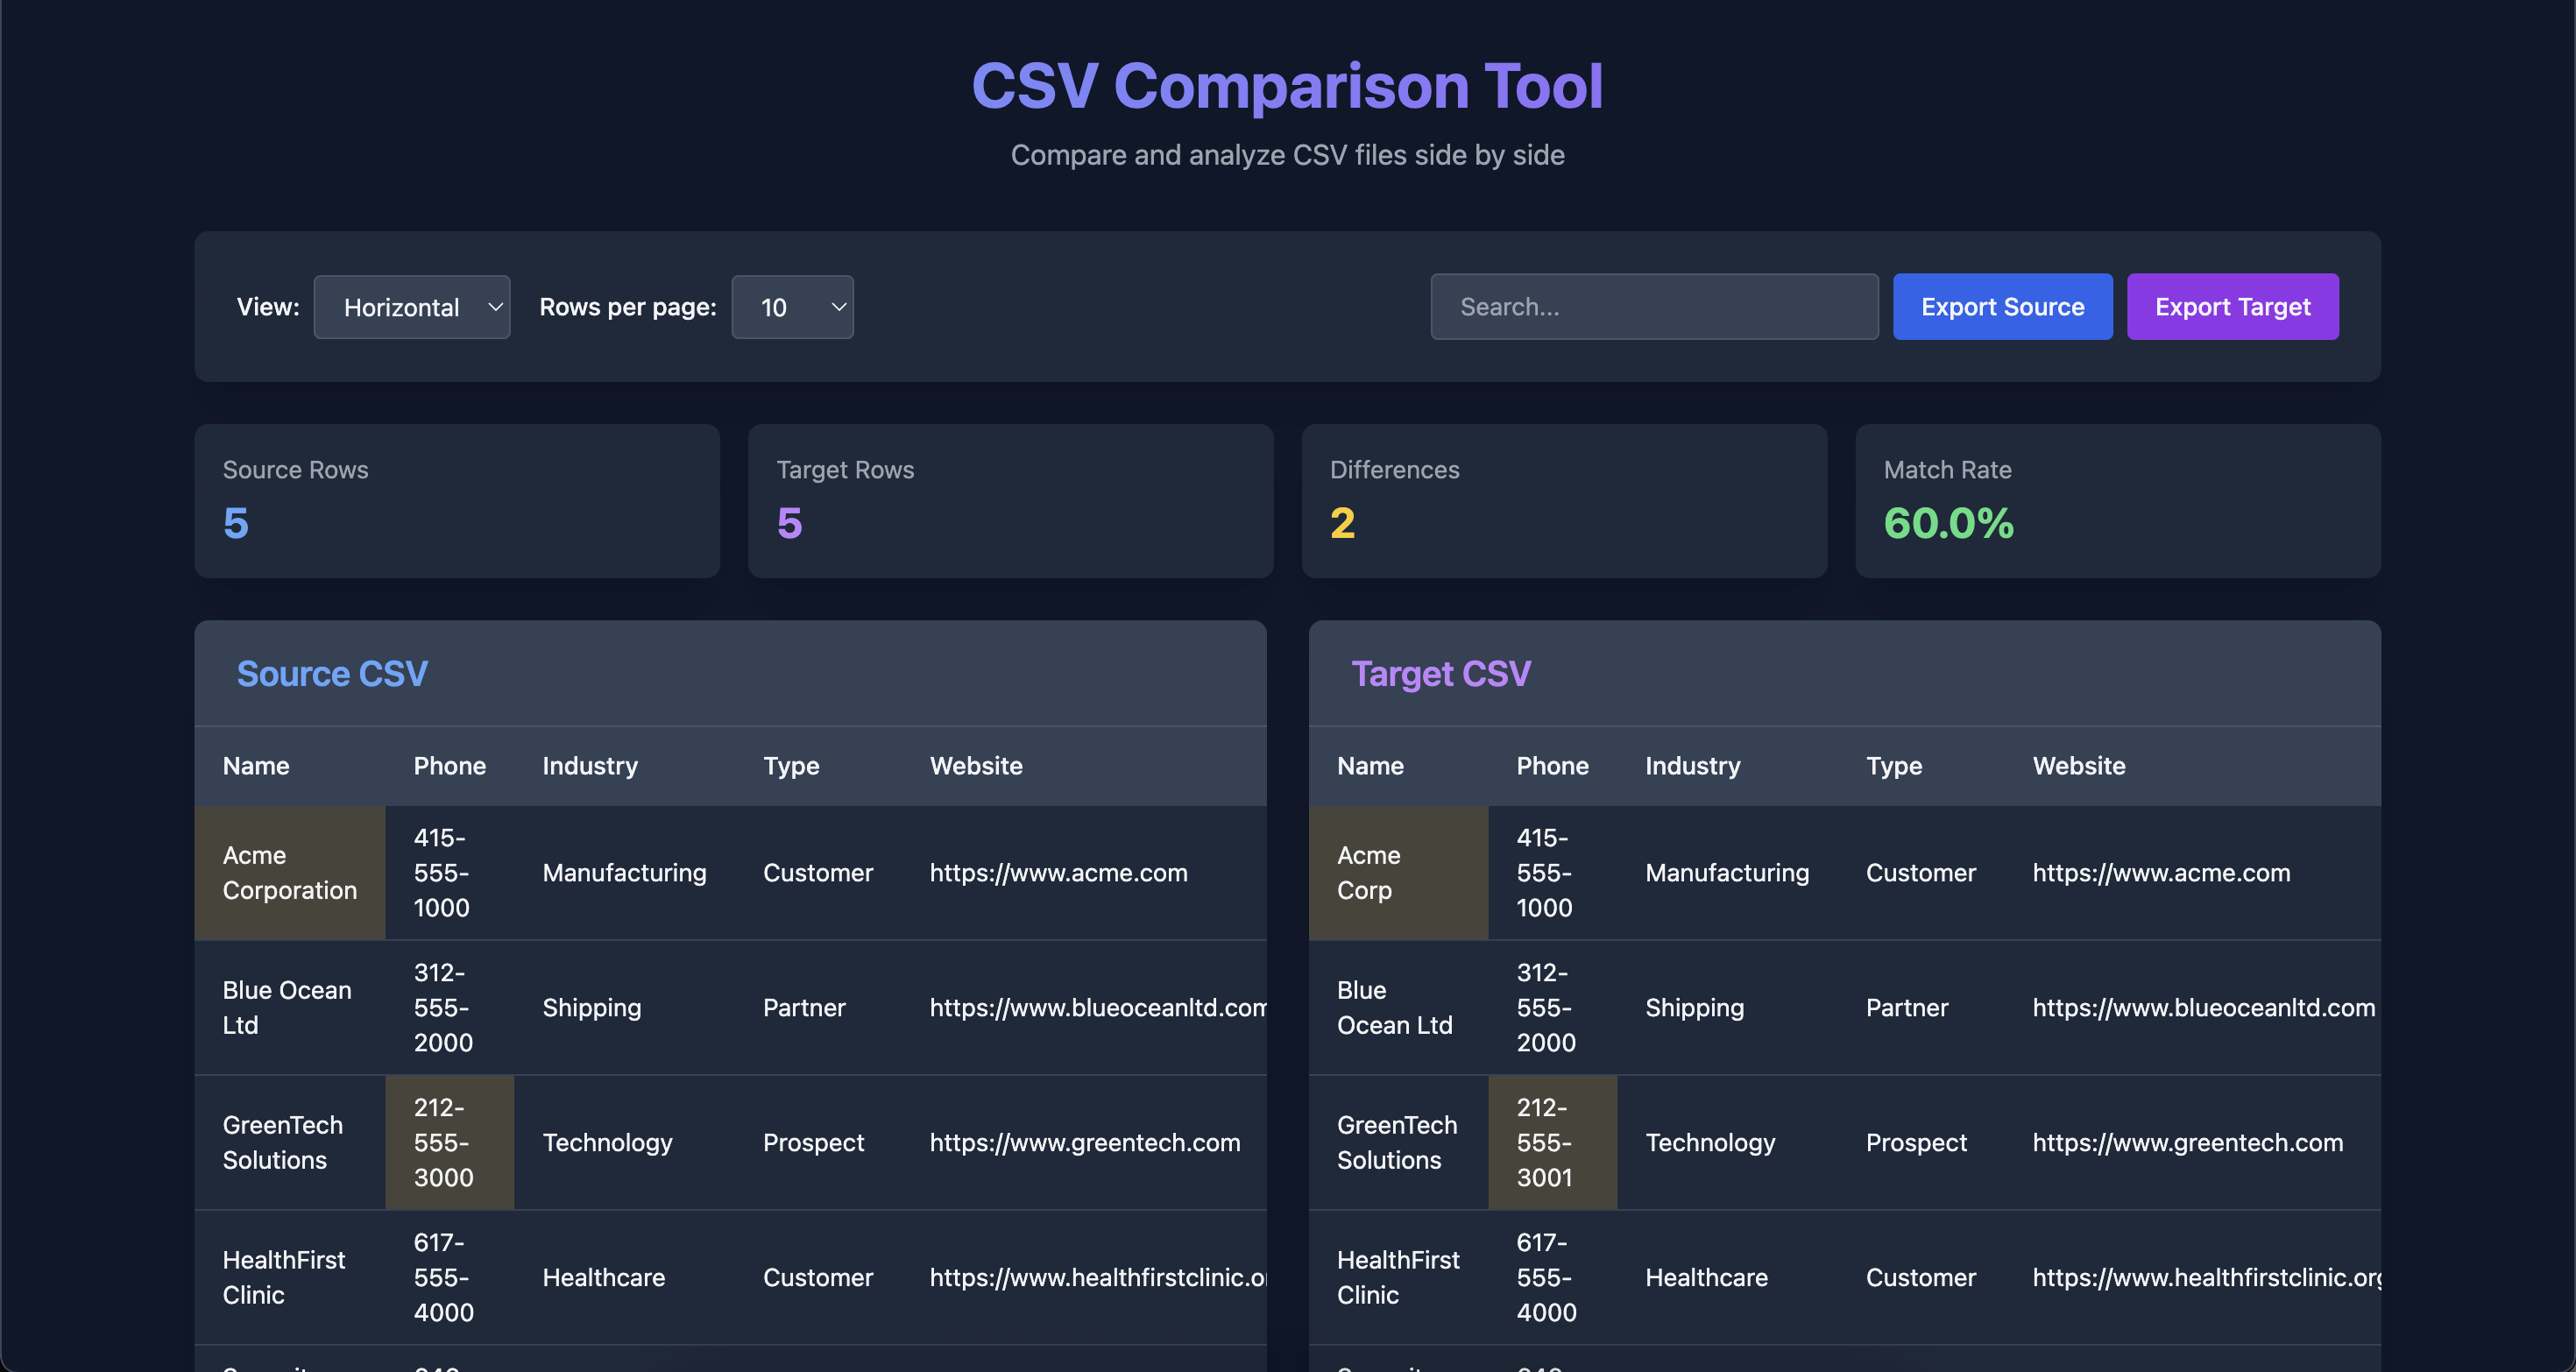 CSV Comparison Tool
Compare and analyze CSV files side by side
View: Horizontal Rows per page: 10 Search... Export Source Export Target
Source Rows
5
Target Rows
5
Differences
2
Match Rate
60.0%
Source CSV
Name Phone Industry Type Website
Acme
Corporation
415-
555-
1000
Manufacturing
Customer
https://www.acme.com
Blue Ocean
Ltd
312-
555-
2000
Shipping
Partner
https://www.blueoceanltd.com
GreenTech
Solutions
212-
555-
3000
Technology
Prospect
https://www.greentech.com
HealthFirst
Clinic
617-
555-
4000
Healthcare
Customer
https://www.healthfirstclinic.o
Target CSV
Name Phone Industry Type Website
Acme
Corp
415-
555-
1000
Manufacturing
Customer
https://www.acme.com
Blue
Ocean Ltd
312-
555-
2000
Shipping
Partner
https://www.blueoceanltd.com
GreenTech
Solutions
212-
555-
3001
Technology
Prospect
https://www.greentech.com
HealthFirst
Clinic
617-
555-
4000
Healthcare
Customer
https://www.healthfirstclinic.org